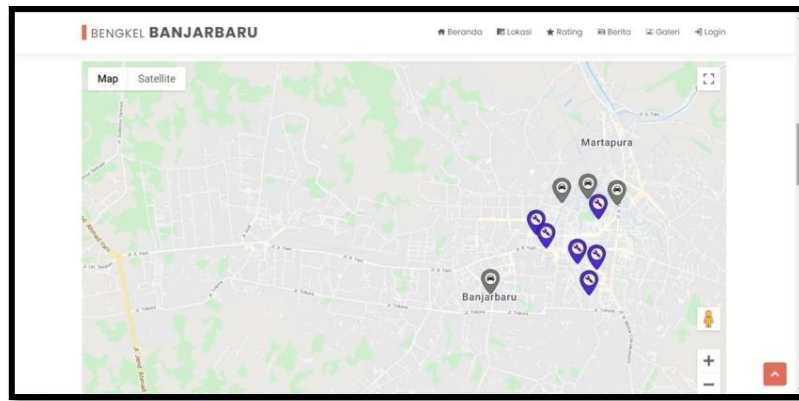 BENGKEL BANJARBARU
Beranda Lokasi Rating Berita Galeri Login
Map Satellite
Martapura
Banjarbaru